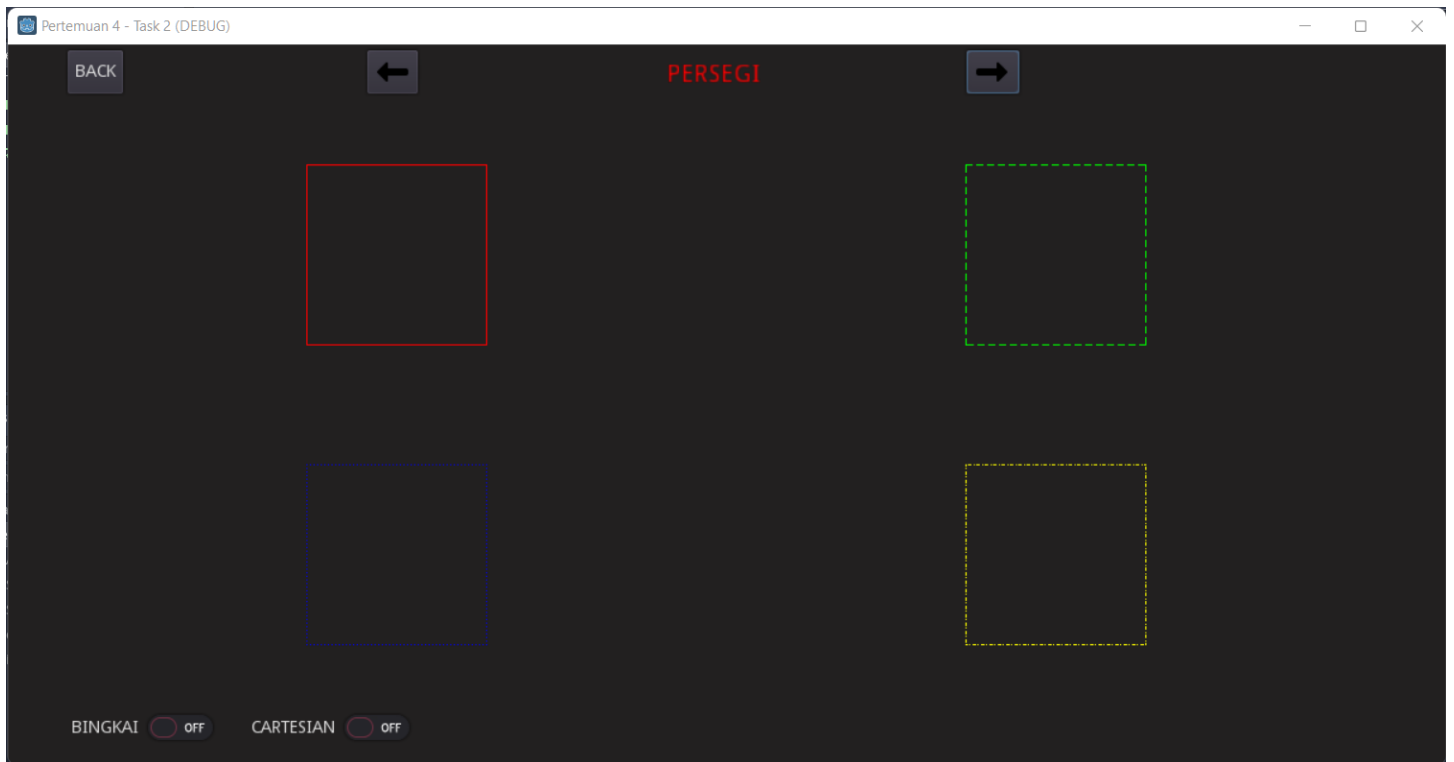 Pertemuan 4 - Task 2 (DEBUG)
BACK
PERSEGI
BINGKAI OFF CARTESIAN OFF